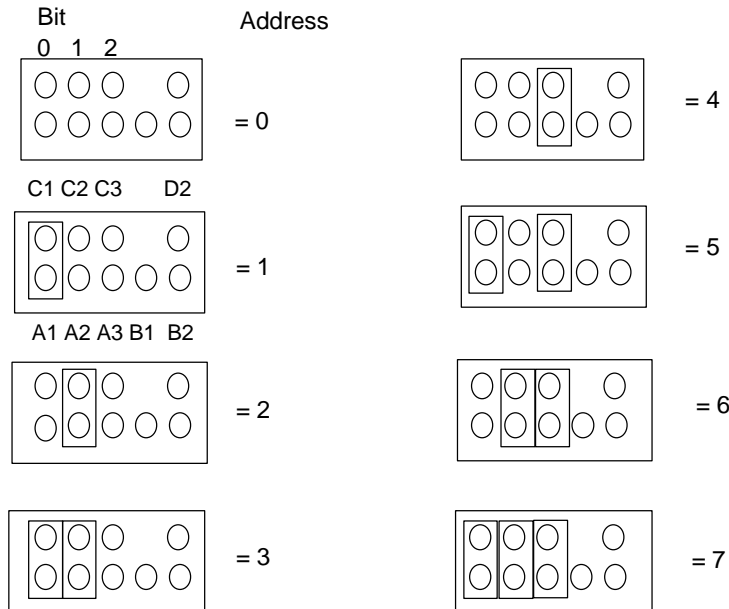 Bit
Address
0 1 2
= 0
= 4
C1 C2 C3 D2
= 1
= 5
A1 A2 A3 B1 B2
= 2
= 6
= 3
= 7